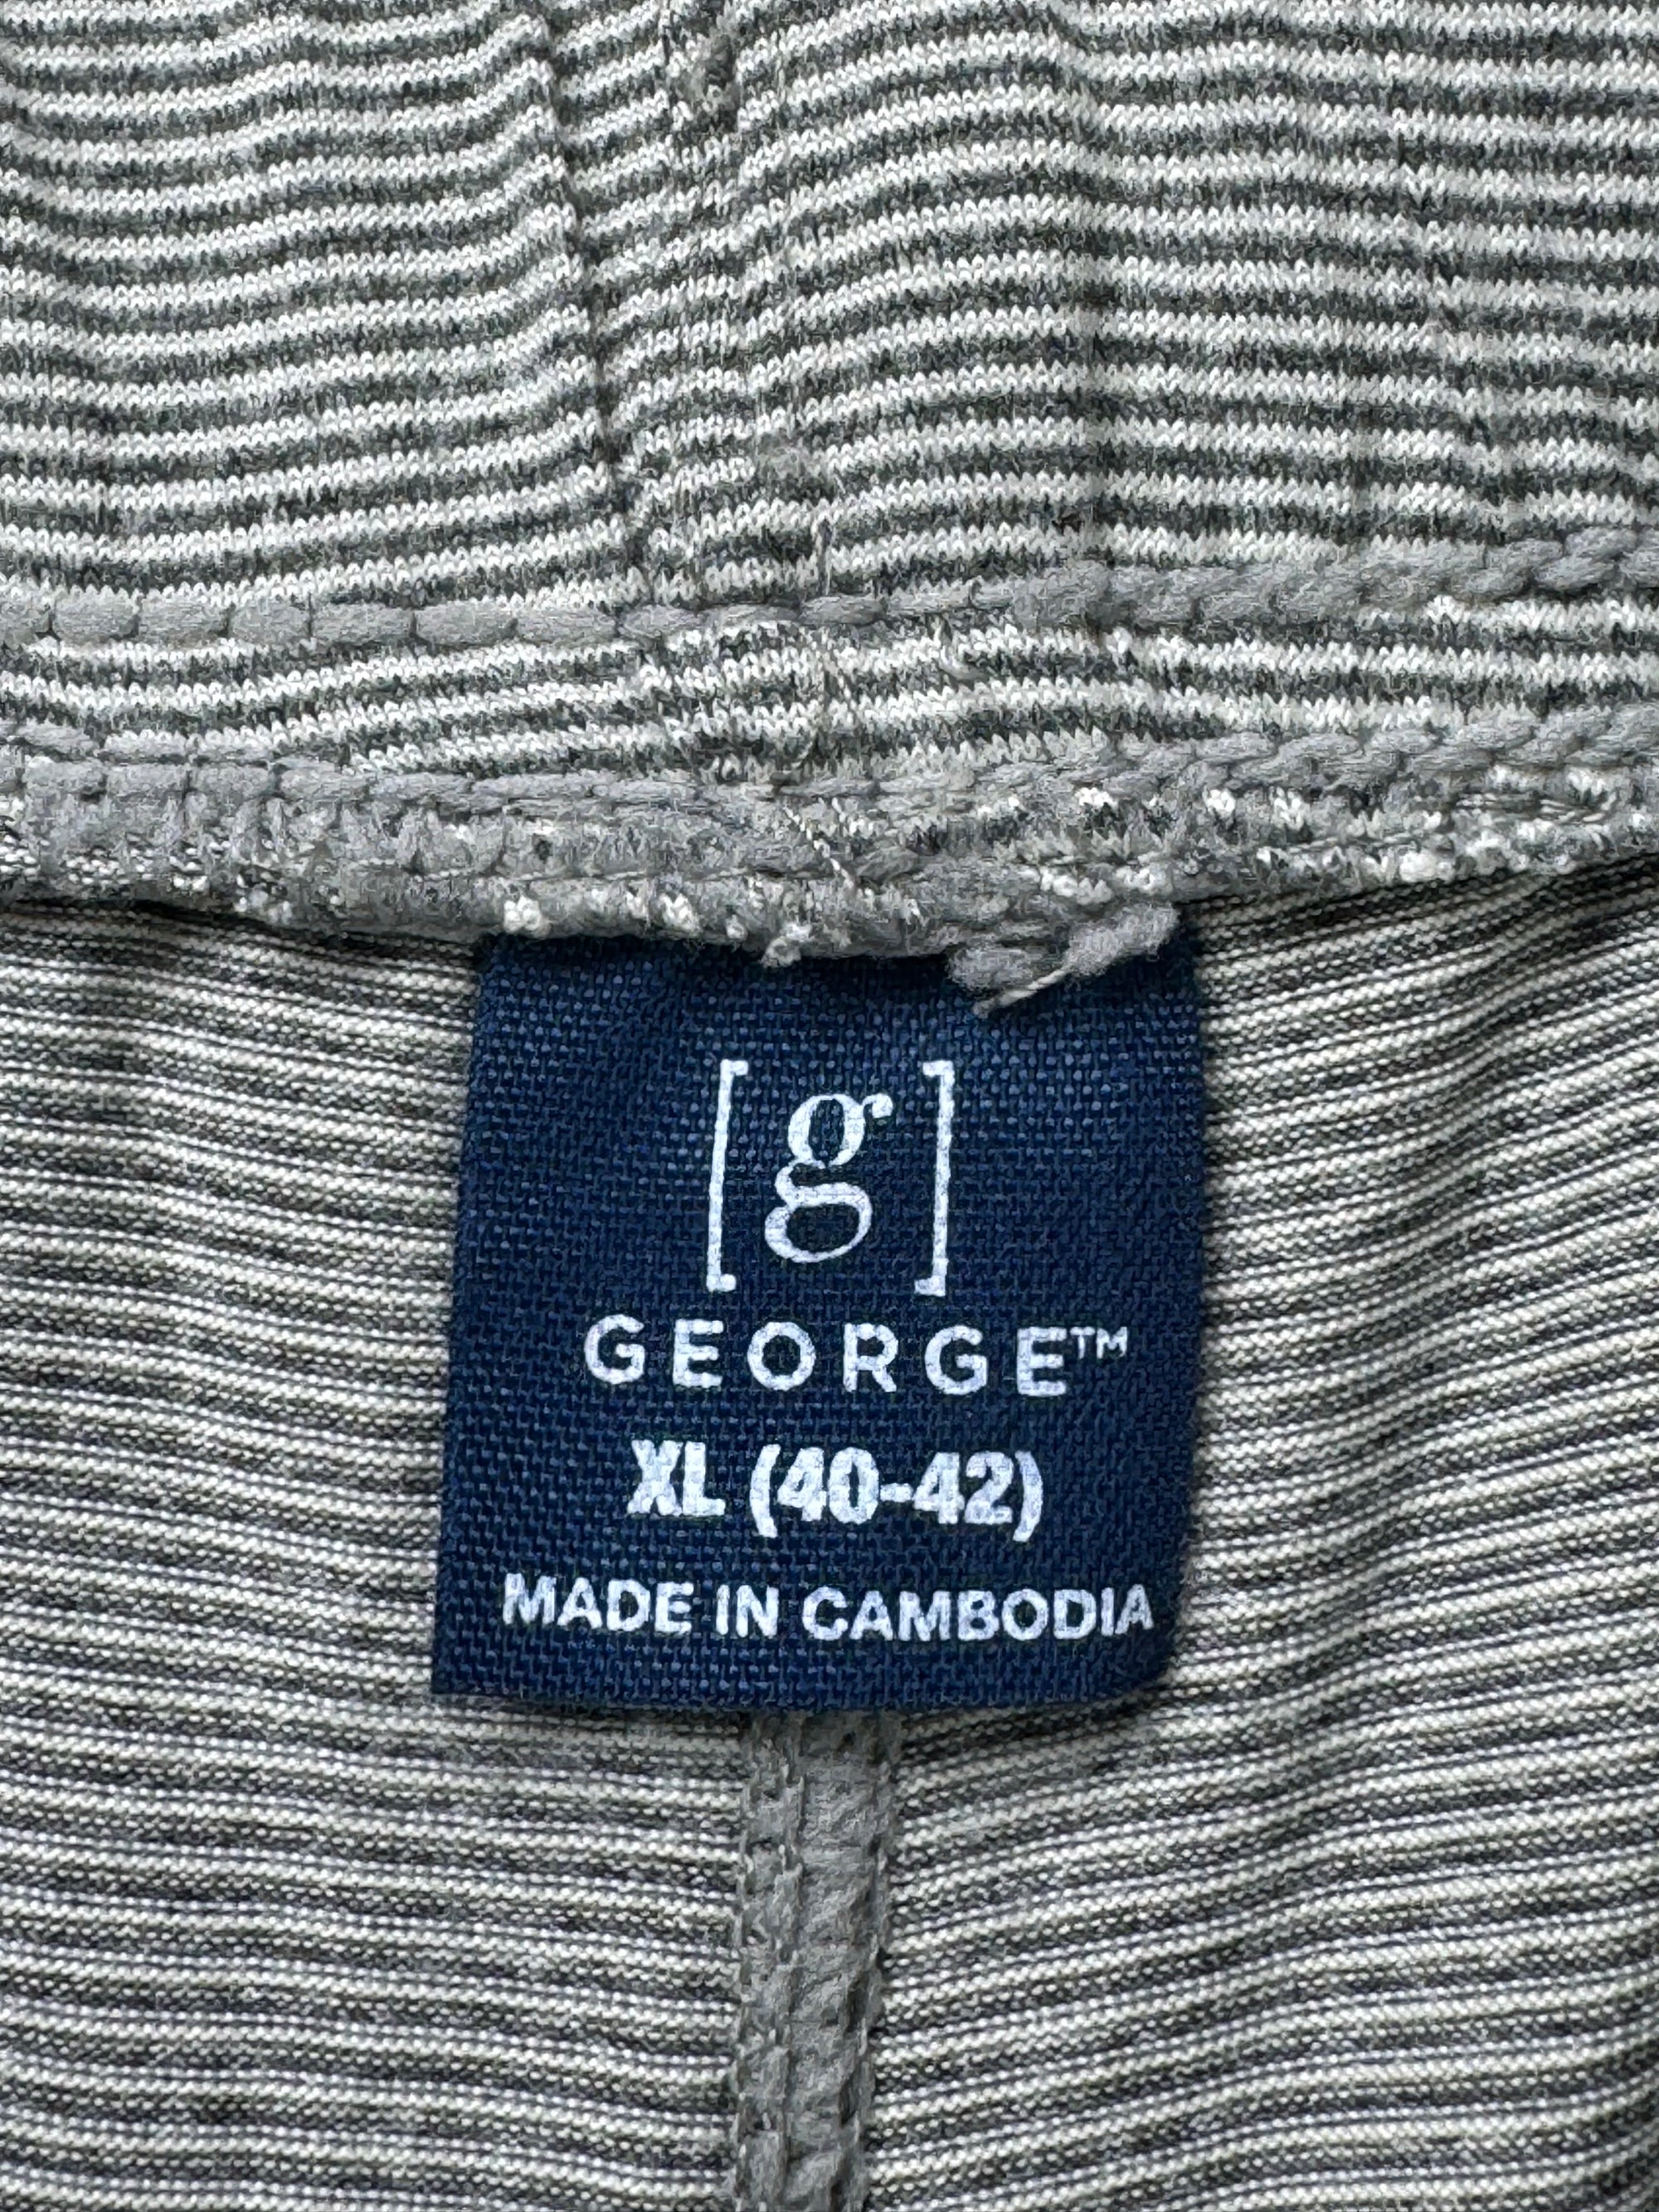 [g]
GEORGE™
XL (40-42)
MADE IN CAMBODIA